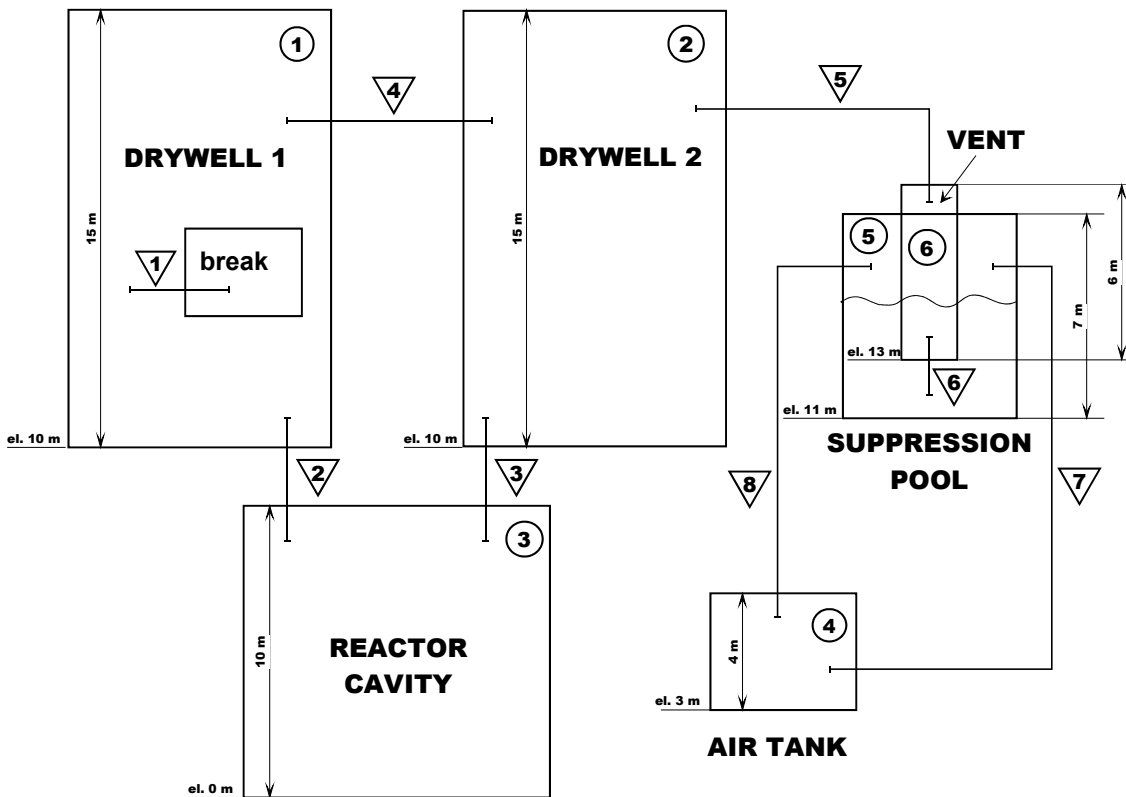 1
2
4
5
DRYWELL 1
DRYWELL 2
VENT
15 m
15 m
5
6
1
break
6 m
7 m
el. 13 m
6
el. 11 m
el. 10 m
el. 10 m
SUPPRESSION
POOL
2
3
8
7
3
10 m
REACTOR
CAVITY
4
4 m
el. 3 m
AIR TANK
el. 0 m